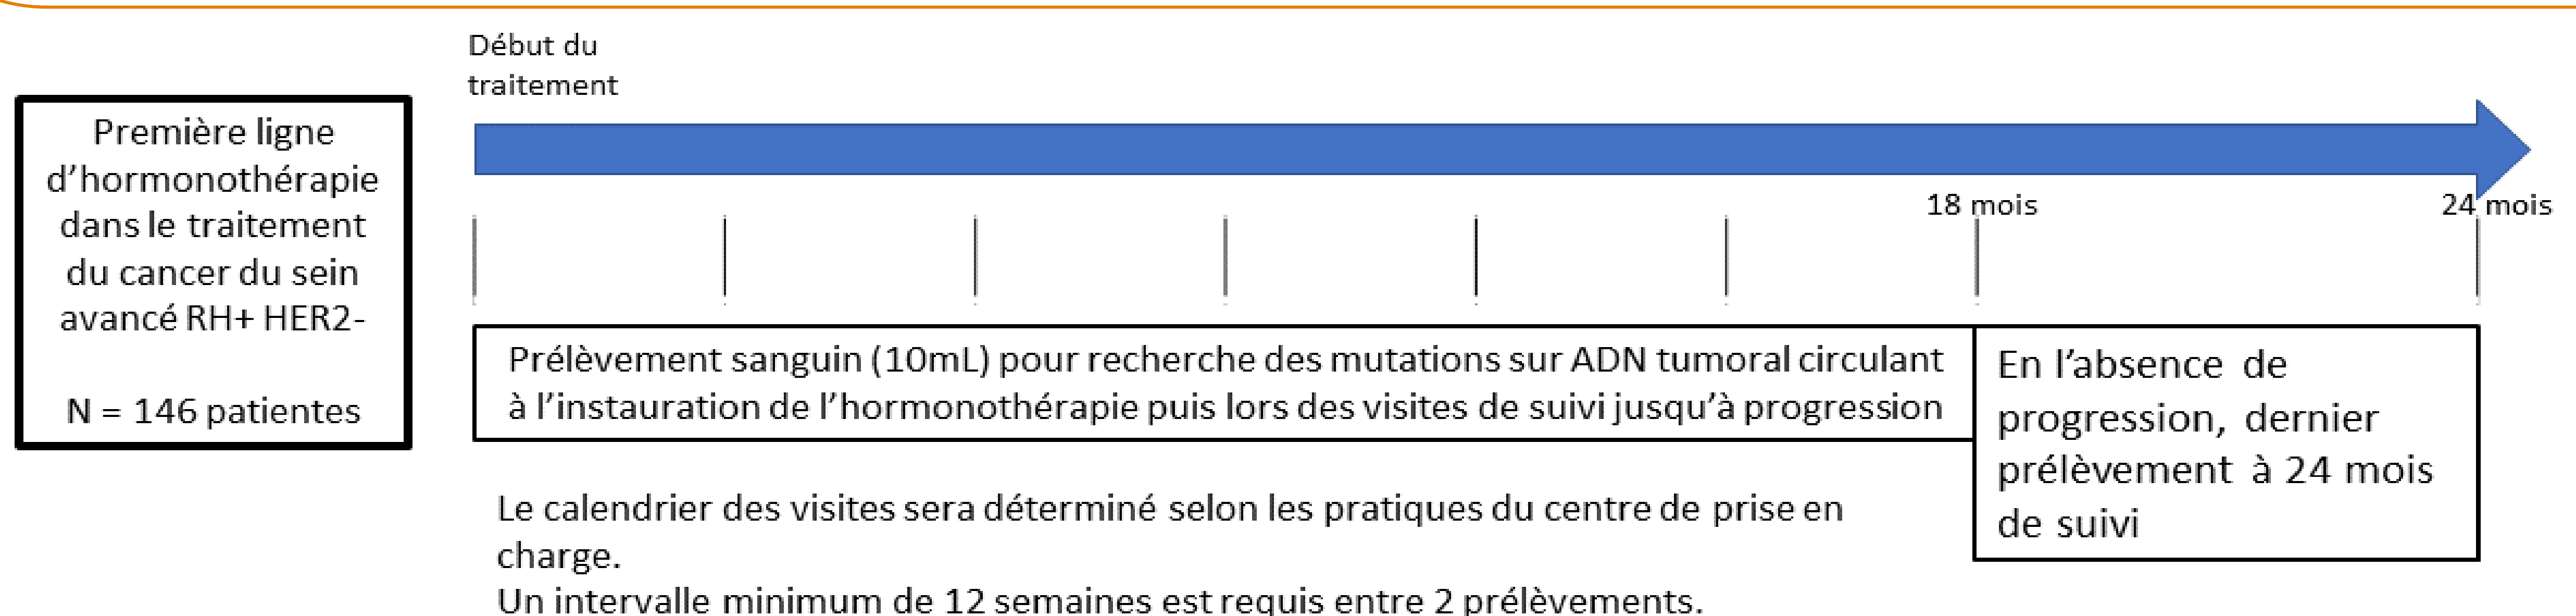 Début du
traitement
Première ligne
d'hormonothérapie
dans le traitement
du cancer du sein
avancé RH+ HER2-
N = 146 patientes
18 mois
24 mois
Prélèvement sanguin (10mL) pour recherche des mutations sur ADN tumoral circulant
à l'instauration de l'hormonothérapie puis lors des visites de suivi jusqu'à progression
En l'absence de
progression, dernier
prélèvement à 24 mois
de suivi
Le calendrier des visites sera déterminé selon les pratiques du centre de prise en
charge.
Un intervalle minimum de 12 semaines est requis entre 2 prélèvements.